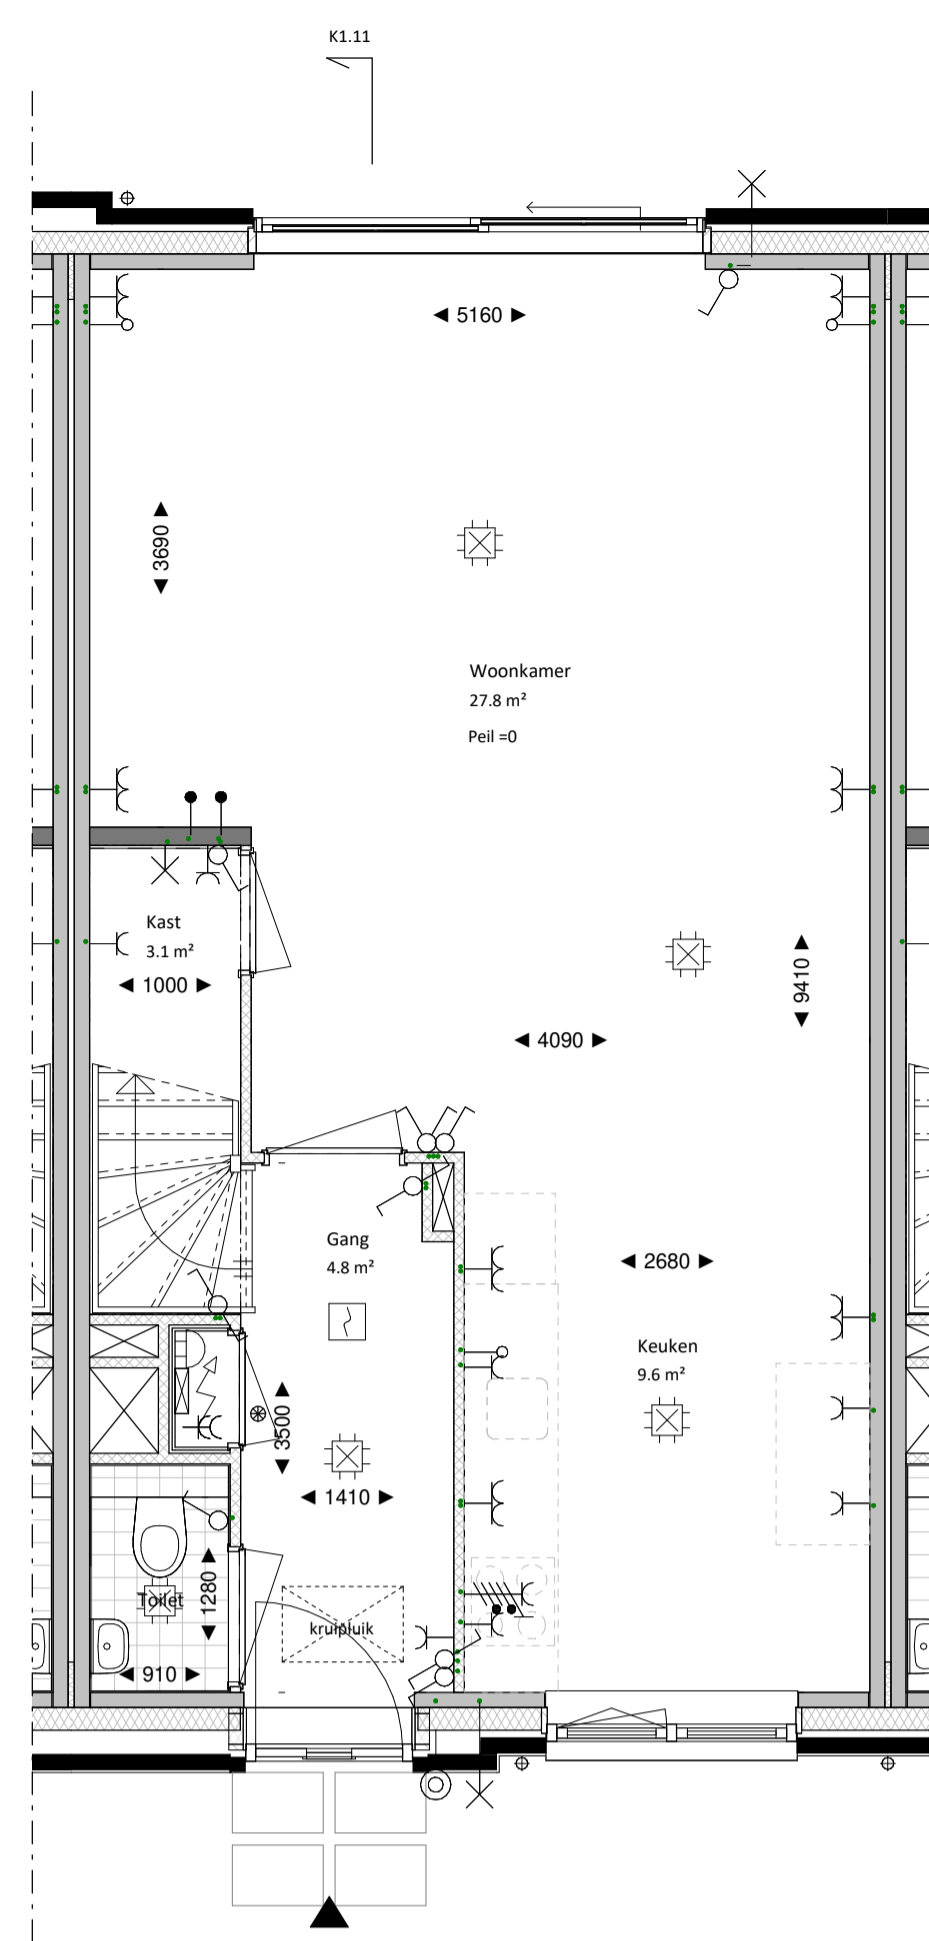 K1.11
◄ 5160 ►
◄ 3690 ►
Woonkamer
27.8 m²
Peil =0
Kast
3.1 m²
◄ 1000 ►
◄ 9410 ►
◄ 4090 ►
Gang
4.8 m²
◄ 2680 ►
Keuken
9.6 m²
◄ 3500 ►
◄ 1410 ►
Toilet
◄ 1280 ►
kruipluik
◄ 910 ►